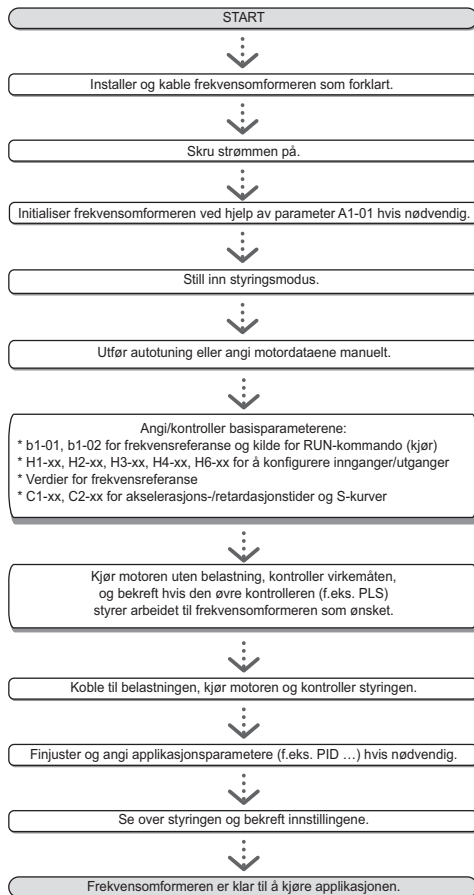 START
Installer og kable frekvensomformeren som forklart.
Skru strømmen på.
Initialiser frekvensomformeren ved hjelp av parameter A1-01 hvis nødvendig.
Still inn styringsmodus.
Utfør autotuning eller angi motordataene manuelt.
Angi/kontroller basisparameterene:
* b1-01, b1-02 for frekvensreferanse og kilde for RUN-kommando (kjør)
* H1-xx, H2-xx, H3-xx, H4-xx, H6-xx for å konfigurere innganger/utganger
* Verdier for frekvensreferanse
* C1-xx, C2-xx for akselerasjons-/retardasjonstider og S-kurver
Kjør motoren uten belastning, kontroller virkemåten,
og bekreft hvis den øvre kontrolleren (f.eks. PLS)
styrer arbeidet til frekvensomformeren som ønsket.
Koble til belastningen, kjør motoren og kontroller styringen.
Finjuster og angi applikasjonsparametere (f.eks. PID …) hvis nødvendig.
Se over styringen og bekreft innstillingene.
Frekvensomformeren er klar til å kjøre applikasjonen.